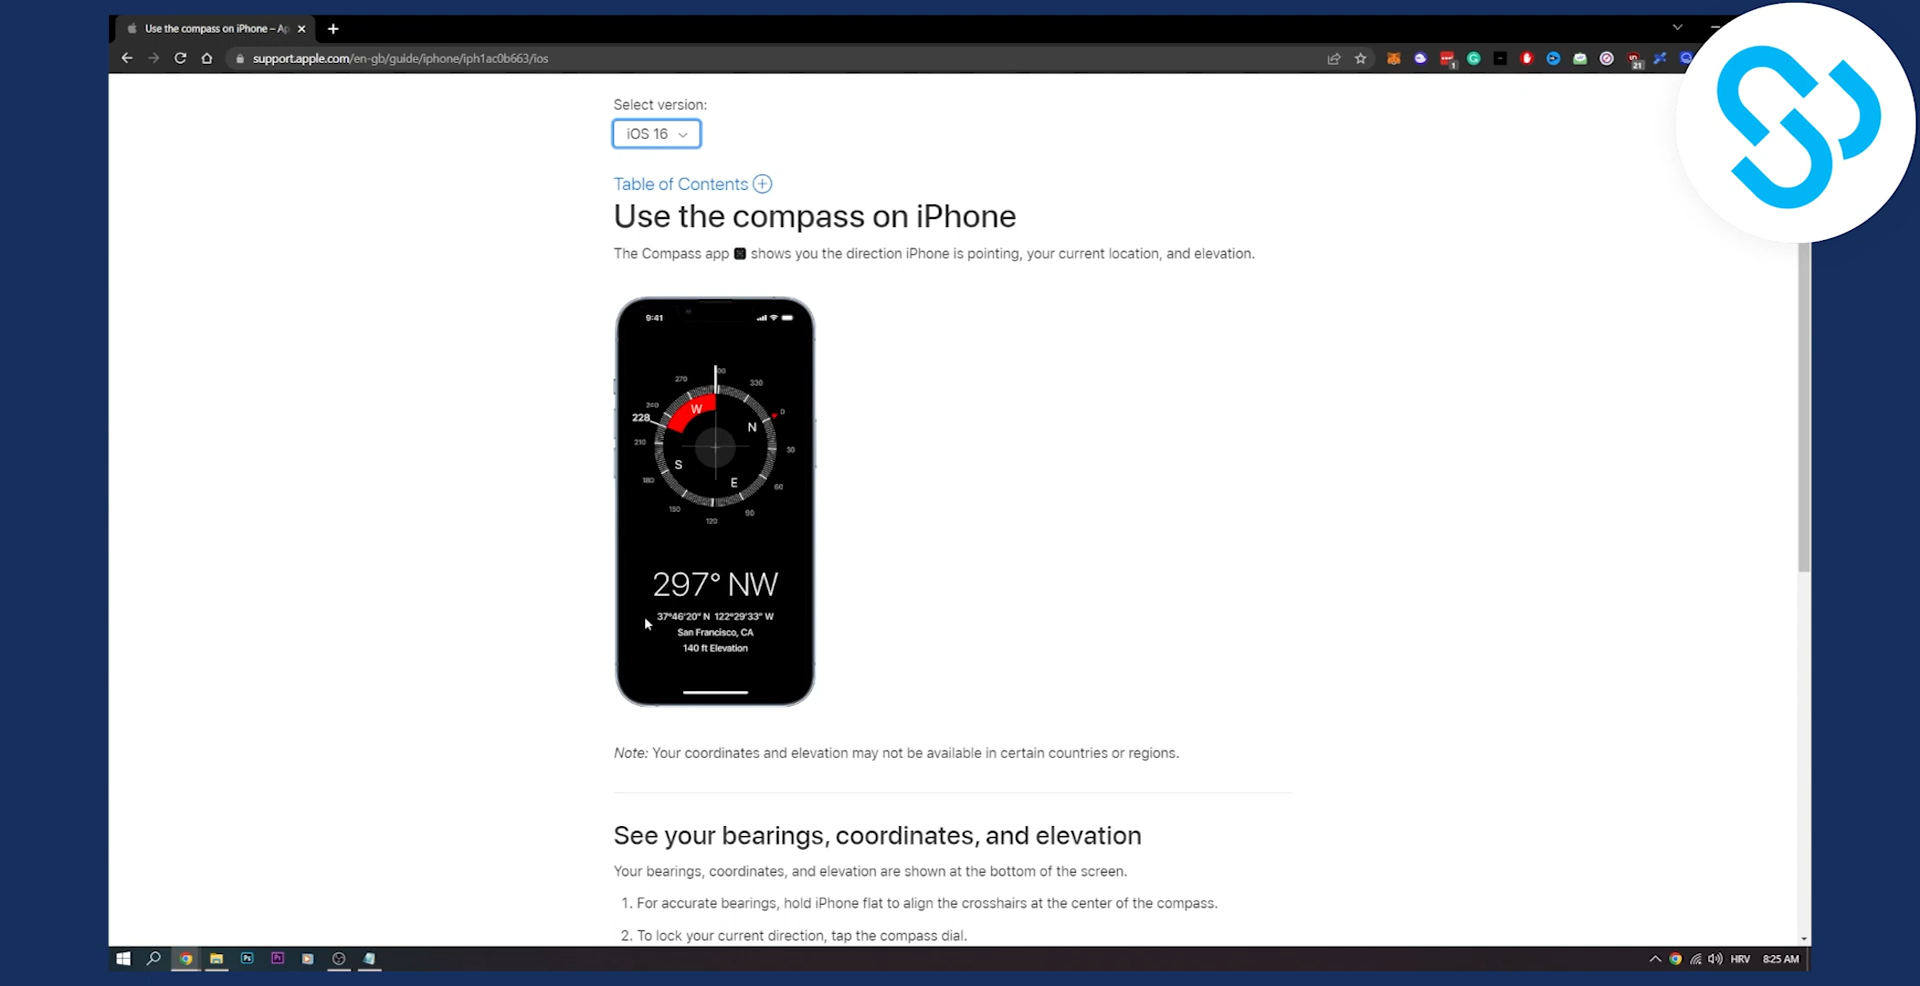 Use the compass on iPhone – Ap
support.apple.com/en-gb/guide/iphone/iph1ac0b663/ios
1
21
Select version:
iOS 16
Table of Contents
Use the compass on iPhone
The Compass app shows you the direction iPhone is pointing, your current location, and elevation.
9:41
270
00
330
240
W
0
228
N
210
30
S
180
E
60
150
90
120
297° NW
37°46'20" N 122°29'33" W
San Francisco, CA
140 ft Elevation
Note: Your coordinates and elevation may not be available in certain countries or regions.
See your bearings, coordinates, and elevation
Your bearings, coordinates, and elevation are shown at the bottom of the screen.
1. For accurate bearings, hold iPhone flat to align the crosshairs at the center of the compass.
2. To lock your current direction, tap the compass dial.
Ps
Pr
HRV
8:25 AM